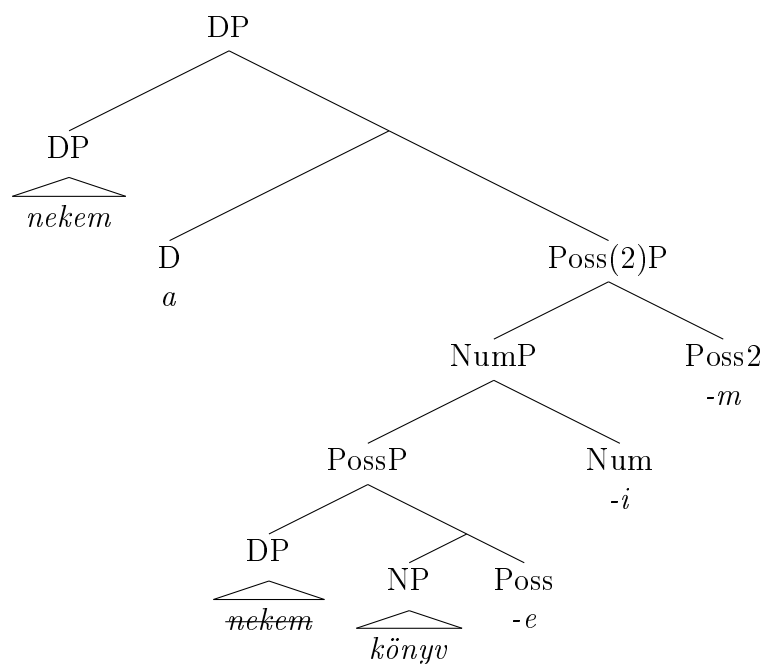 DP
DP
nekem
D
a
Poss(2)P
NumP
Poss2
-m
PossP
Num
-i
DP
nekem
NP
könyv
Poss
-e